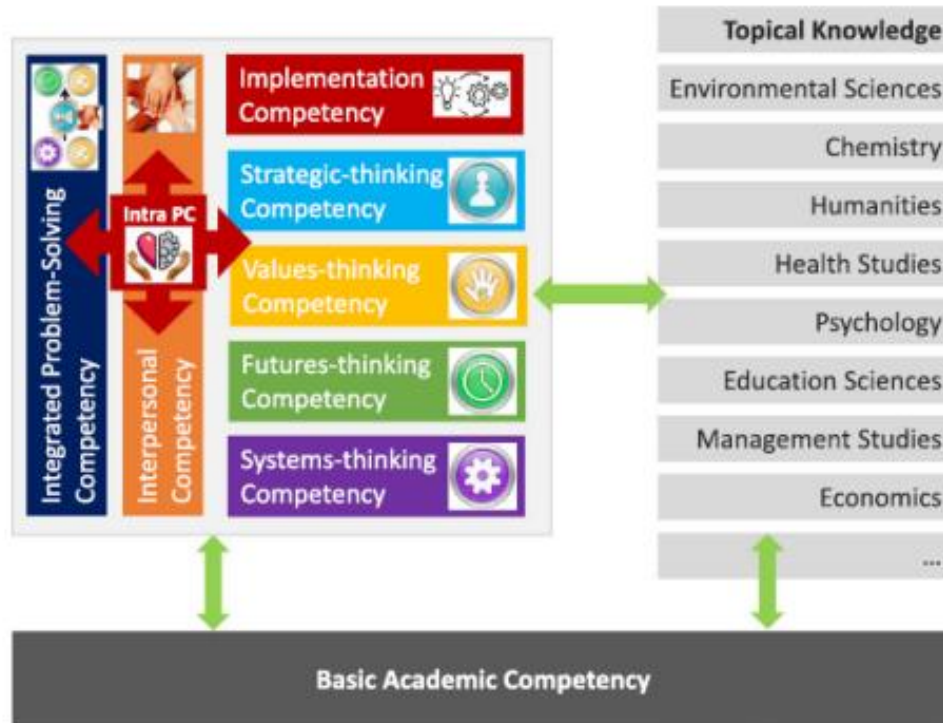 Integrated Problem-Solving
Competency
Interpersonal
Competency
Intra PC
Implementation
Competency
Strategic-thinking
Competency
Values-thinking
Competency
Futures-thinking
Competency
Systems-thinking
Competency
Topical Knowledge
Environmental Sciences
Chemistry
Humanities
Health Studies
Psychology
Education Sciences
Management Studies
Economics
...
Basic Academic Competency